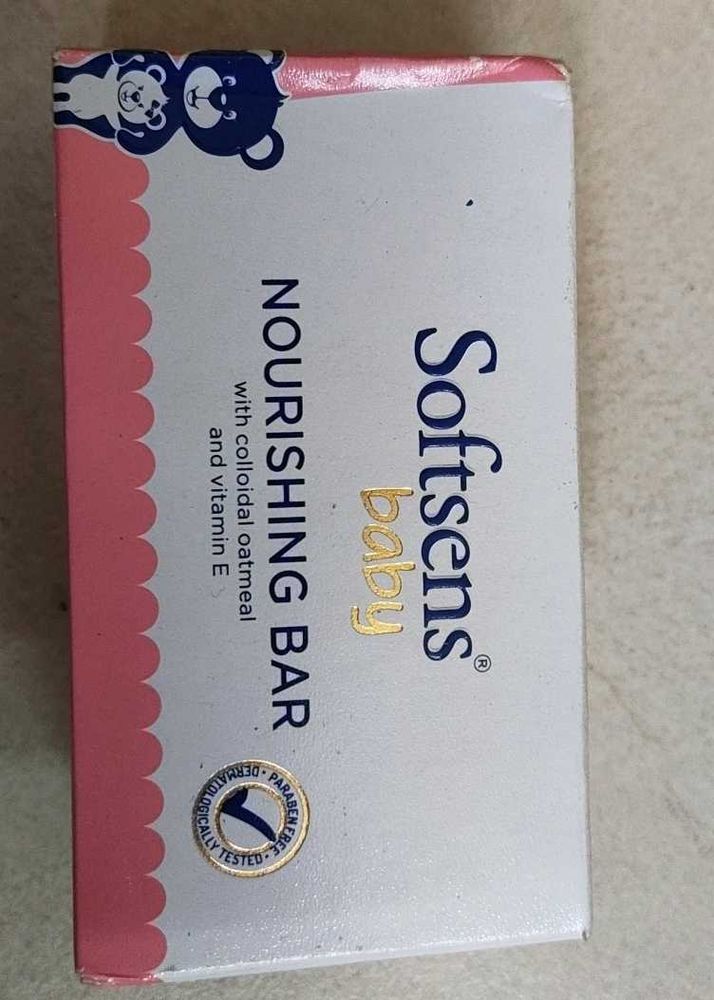 Softsens®
baby
NOURISHING BAR
with colloidal oatmeal
and vitamin E
PARABEN FREE • DERMATOLOGICALLY TESTED •